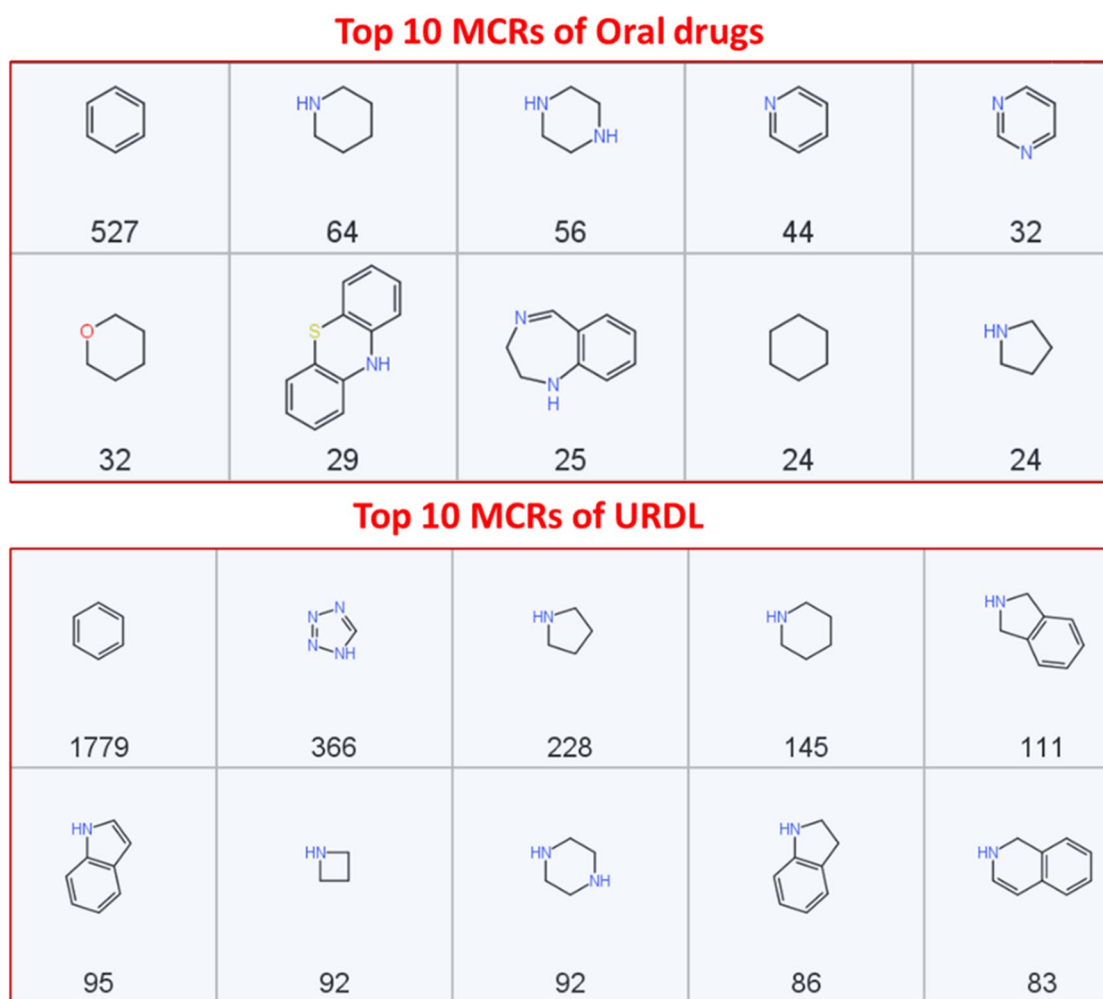 Top 10 MCRs of Oral drugs
HN HN NH N N N
527 64 56 44 32
O S NH N N H HN
32 29 25 24 24
Top 10 MCRs of URDL
N N N NH HN HN HN
1779 366 228 145 111
HN HN HN NH HN HN
95 92 92 86 83